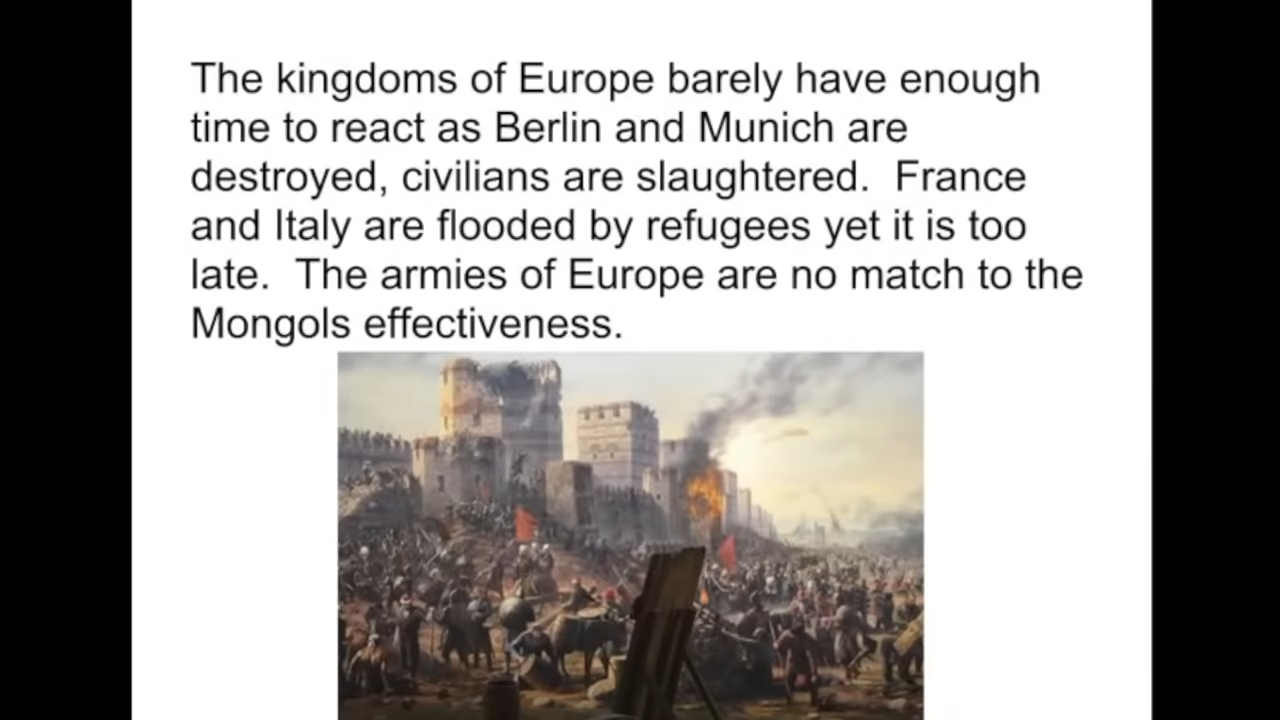 The kingdoms of Europe barely have enough
time to react as Berlin and Munich are
destroyed, civilians are slaughtered.  France
and Italy are flooded by refugees yet it is too
late.  The armies of Europe are no match to the
Mongols effectiveness.